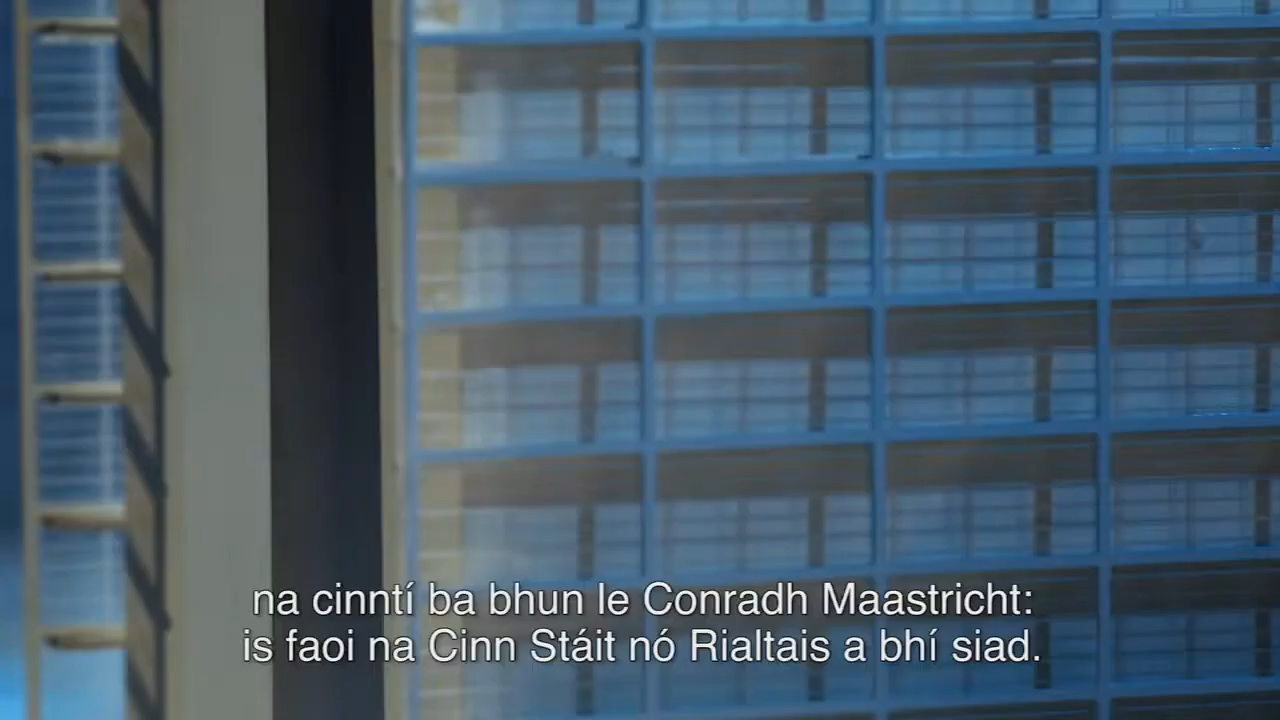 na cinntí ba bhun le Conradh Maastricht:
is faoi na Cinn Stáit nó Rialtais a bhí siad.